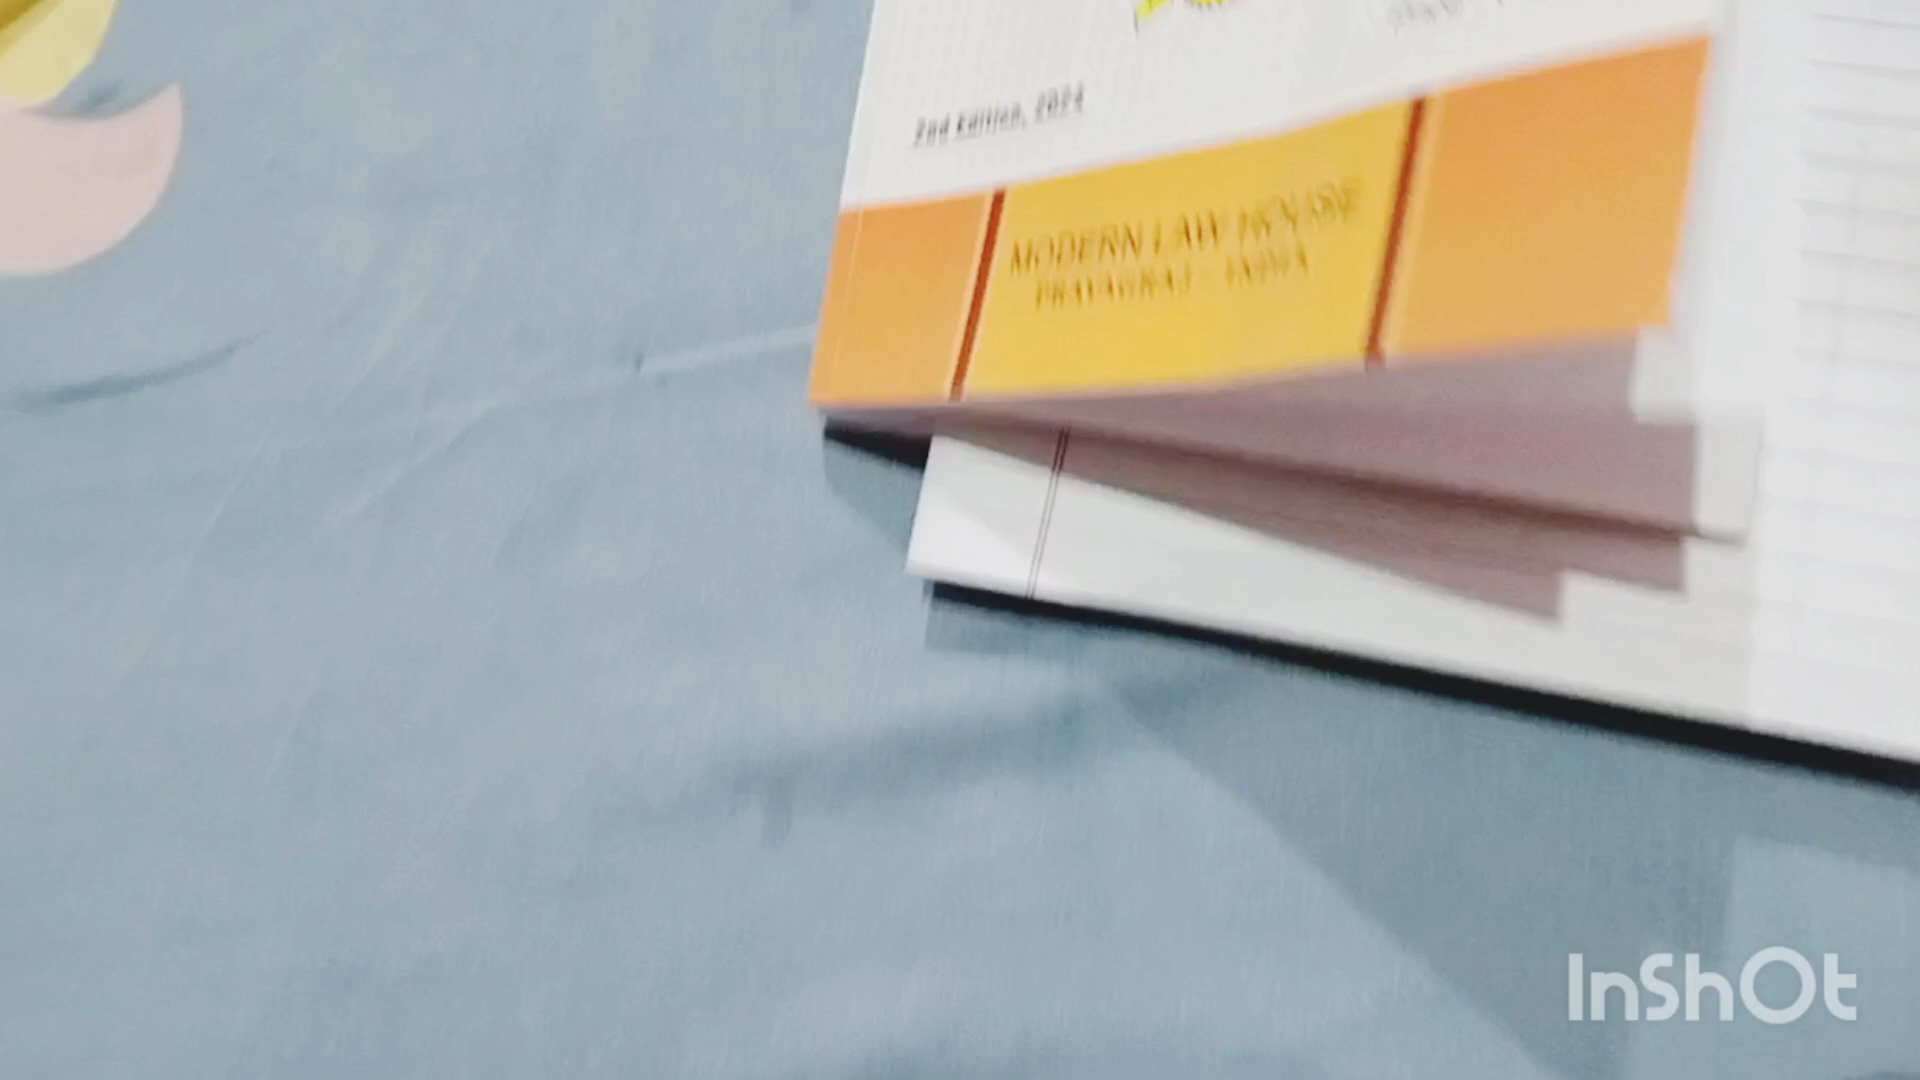 2nd Edition, 2024
MODERN LAW HOUSE
PRAYAGRAJ - INDIA
InShOt